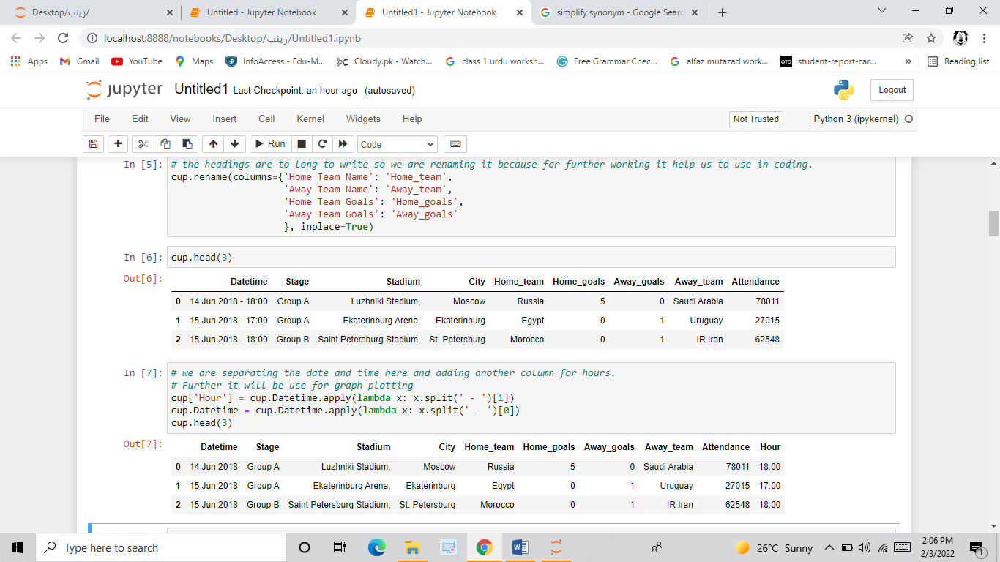 Desktop/زينب/
Untitled - Jupyter Notebook
Untitled1 - Jupyter Notebook
simplify synonym - Google Searc
localhost:8888/notebooks/Desktop/زينب/Untitled1.ipynb
Apps
Gmail
YouTube
Maps
InfoAccess - Edu-M...
Cloudy.pk - Watch...
class 1 urdu worksh...
Free Grammar Chec...
alfaz mutazad work...
student-report-car...
»
Reading list
jupyter Untitled1 Last Checkpoint: an hour ago (autosaved)
Logout
File Edit View Insert Cell Kernel Widgets Help
Not Trusted
Python 3 (ipykernel)
Run
Code
In [5]: # the headings are to long to write so we are renaming it because for further working it help us to use in coding.
cup.rename(columns={'Home Team Name': 'Home_team',
'Away Team Name': 'Away_team',
'Home Team Goals': 'Home_goals',
'Away Team Goals': 'Away_goals'
}, inplace=True)
In [6]: cup.head(3)
Out[6]:
Datetime Stage Stadium City Home_team Home_goals Away_goals Away_team Attendance
0 14 Jun 2018 - 18:00 Group A Luzhniki Stadium, Moscow Russia 5 0 Saudi Arabia 78011
1 15 Jun 2018 - 17:00 Group A Ekaterinburg Arena, Ekaterinburg Egypt 0 1 Uruguay 27015
2 15 Jun 2018 - 18:00 Group B Saint Petersburg Stadium, St. Petersburg Morocco 0 1 IR Iran 62548
In [7]: # we are separating the date and time here and adding another column for hours.
# Further it will be use for graph plotting
cup['Hour'] = cup.Datetime.apply(lambda x: x.split(' - ')[1])
cup.Datetime = cup.Datetime.apply(lambda x: x.split(' - ')[0])
cup.head(3)
Out[7]:
Datetime Stage Stadium City Home_team Home_goals Away_goals Away_team Attendance Hour
0 14 Jun 2018 Group A Luzhniki Stadium, Moscow Russia 5 0 Saudi Arabia 78011 18:00
1 15 Jun 2018 Group A Ekaterinburg Arena, Ekaterinburg Egypt 0 1 Uruguay 27015 17:00
2 15 Jun 2018 Group B Saint Petersburg Stadium, St. Petersburg Morocco 0 1 IR Iran 62548 18:00
Type here to search
26°C Sunny
2:06 PM
2/3/2022
1